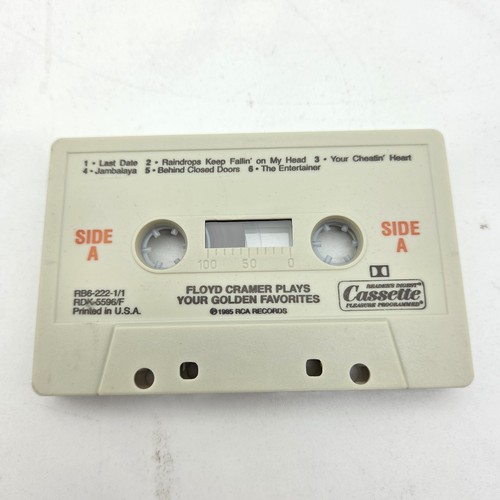 1 • Last Date 2 • Raindrops Keep Fallin' on My Head 3 • Your Cheatin' Heart
4 • Jambalaya 5 • Behind Closed Doors 6 • The Entertainer
SIDE
A
SIDE
A
100 50 0
RB6-222-1/1
RDK-5596/F
Printed in U.S.A.
FLOYD CRAMER PLAYS
YOUR GOLDEN FAVORITES
℗1985 RCA RECORDS
READER'S DIGEST®
Cassette
PLEASURE PROGRAMMED®